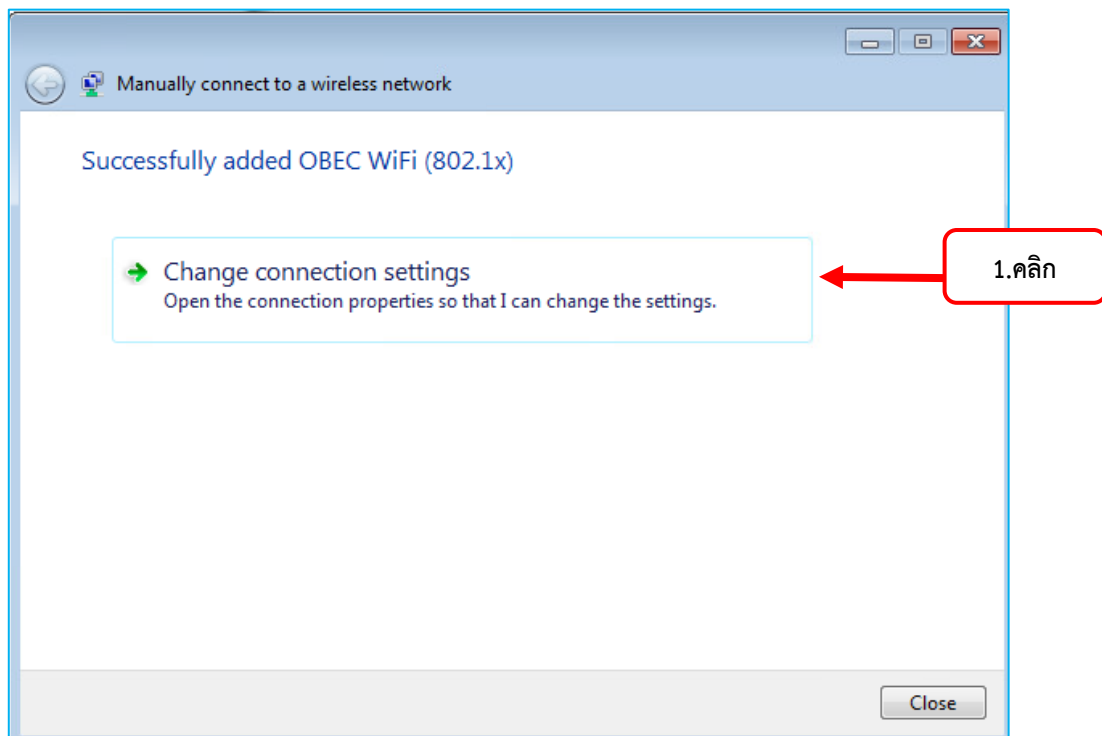 Manually connect to a wireless network
Successfully added OBEC WiFi (802.1x)
Change connection settings
Open the connection properties so that I can change the settings.
1.คลิก
Close